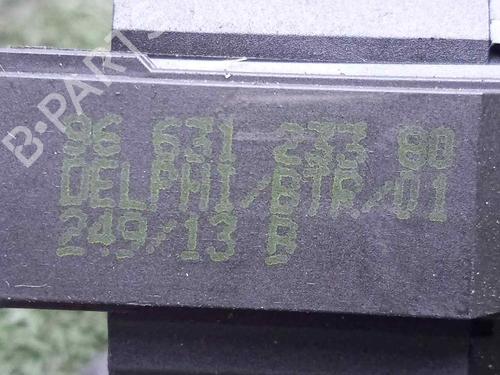 B-PARTS
96 631 233 80
DELPHI/BTR/01
249/13 B